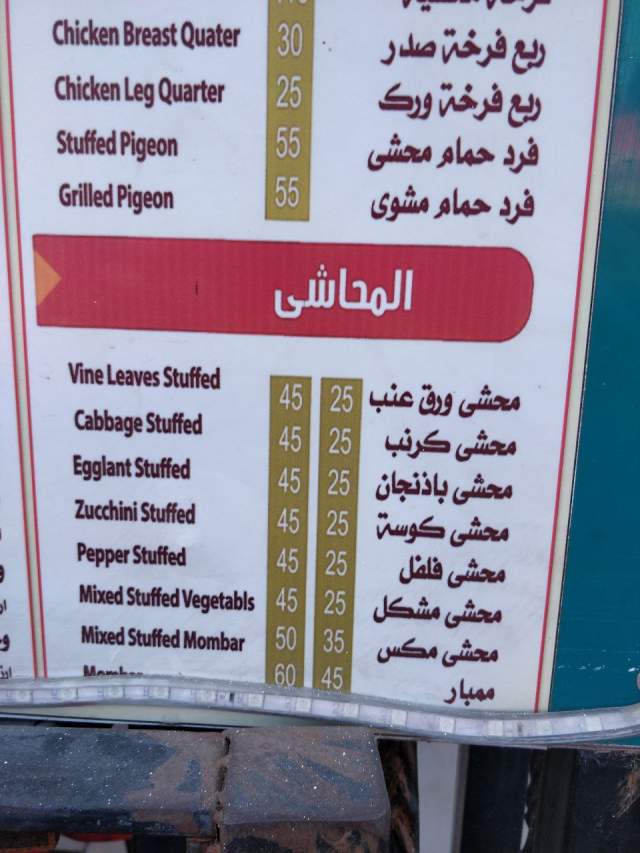 Chicken Breast Quater 30 ربع فرخة صدر
Chicken Leg Quarter 25 ربع فرخة ورك
Stuffed Pigeon 55 فرد حمام محشى
Grilled Pigeon 55 فرد حمام مشوى
المحاشى
Vine Leaves Stuffed 45 25 محشى ورق عنب
Cabbage Stuffed 45 25 محشى كرنب
Egglant Stuffed 45 25 محشى باذنجان
Zucchini Stuffed 45 25 محشى كوسة
Pepper Stuffed 45 25 محشى فلفل
Mixed Stuffed Vegetabls 45 25 محشى مشكل
Mixed Stuffed Mombar 50 35 محشى مكس
Mombar 60 45 ممبار